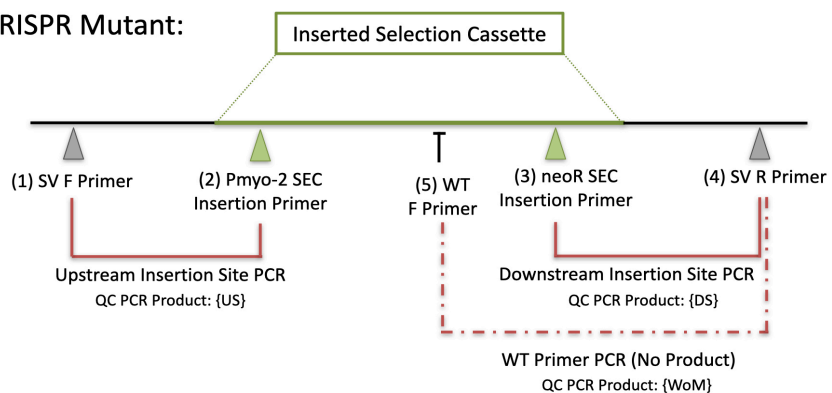 RISPR Mutant:
Inserted Selection Cassette
(1) SV F Primer
(2) Pmyo-2 SEC
Insertion Primer
(5) WT
F Primer
(3) neoR SEC
Insertion Primer
(4) SV R Primer
Upstream Insertion Site PCR
QC PCR Product: {US}
Downstream Insertion Site PCR
QC PCR Product: {DS}
WT Primer PCR (No Product)
QC PCR Product: {WoM}